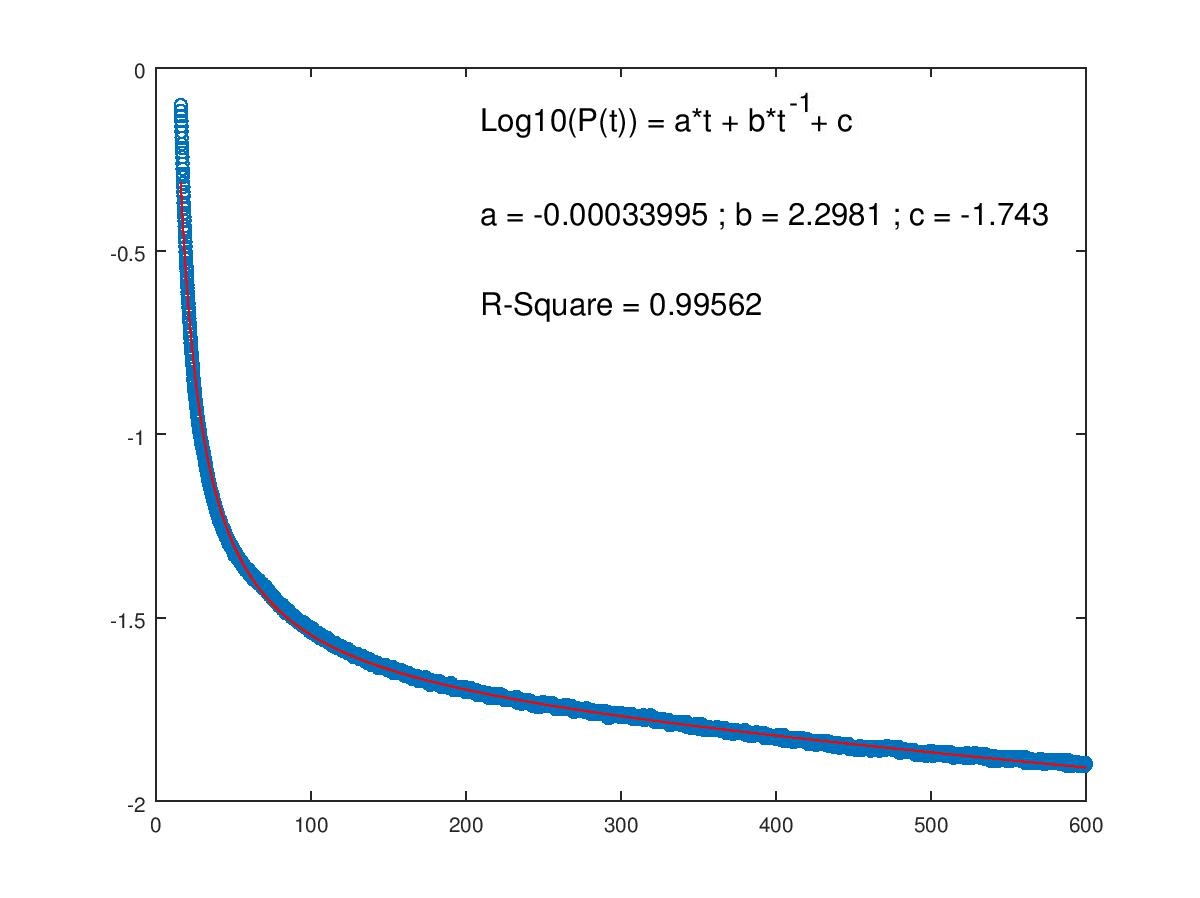 Log10(P(t)) = a*t + b*t^-1 + c
a = -0.00033995 ; b = 2.2981 ; c = -1.743
R-Square = 0.99562
0
-0.5
-1
-1.5
-2
0 100 200 300 400 500 600